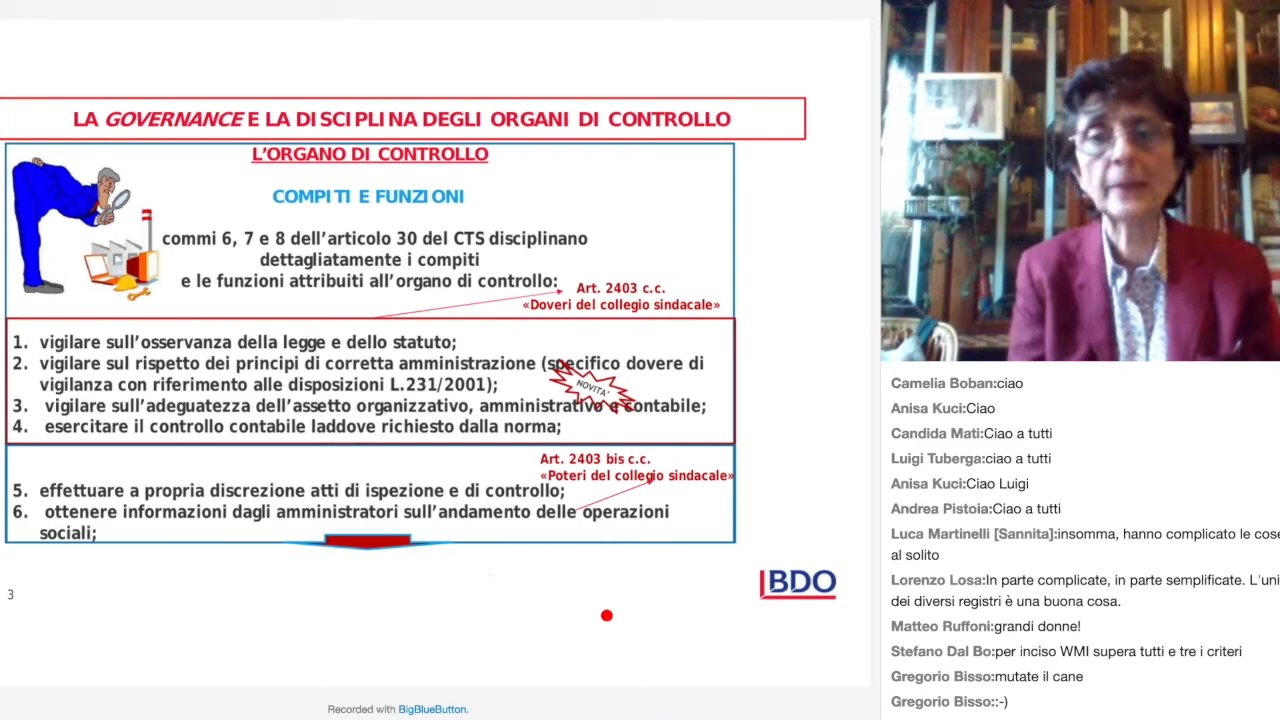 LA GOVERNANCE E LA DISCIPLINA DEGLI ORGANI DI CONTROLLO
L'ORGANO DI CONTROLLO
COMPITI E FUNZIONI
commi 6, 7 e 8 dell'articolo 30 del CTS disciplinano
dettagliatamente i compiti
e le funzioni attribuiti all'organo di controllo:
Art. 2403 c.c.
«Doveri del collegio sindacale»
1. vigilare sull'osservanza della legge e dello statuto;
2. vigilare sul rispetto dei principi di corretta amministrazione (specifico dovere di
vigilanza con riferimento alle disposizioni L.231/2001);
NOVITA'
3. vigilare sull'adeguatezza dell'assetto organizzativo, amministrativo e contabile;
4. esercitare il controllo contabile laddove richiesto dalla norma;
Art. 2403 bis c.c.
«Poteri del collegio sindacale»
5. effettuare a propria discrezione atti di ispezione e di controllo;
6. ottenere informazioni dagli amministratori sull'andamento delle operazioni
sociali;
3
BDO
Recorded with BigBlueButton.
Camelia Boban:ciao
Anisa Kuci:Ciao
Candida Mati:Ciao a tutti
Luigi Tuberga:ciao a tutti
Anisa Kuci:Ciao Luigi
Andrea Pistoia:Ciao a tutti
Luca Martinelli [Sannita]:insomma, hanno complicato le cose
al solito
Lorenzo Losa:In parte complicate, in parte semplificate. L'uni
dei diversi registri è una buona cosa.
Matteo Ruffoni:grandi donne!
Stefano Dal Bo:per inciso WMI supera tutti e tre i criteri
Gregorio Bisso:mutate il cane
Gregorio Bisso::-)